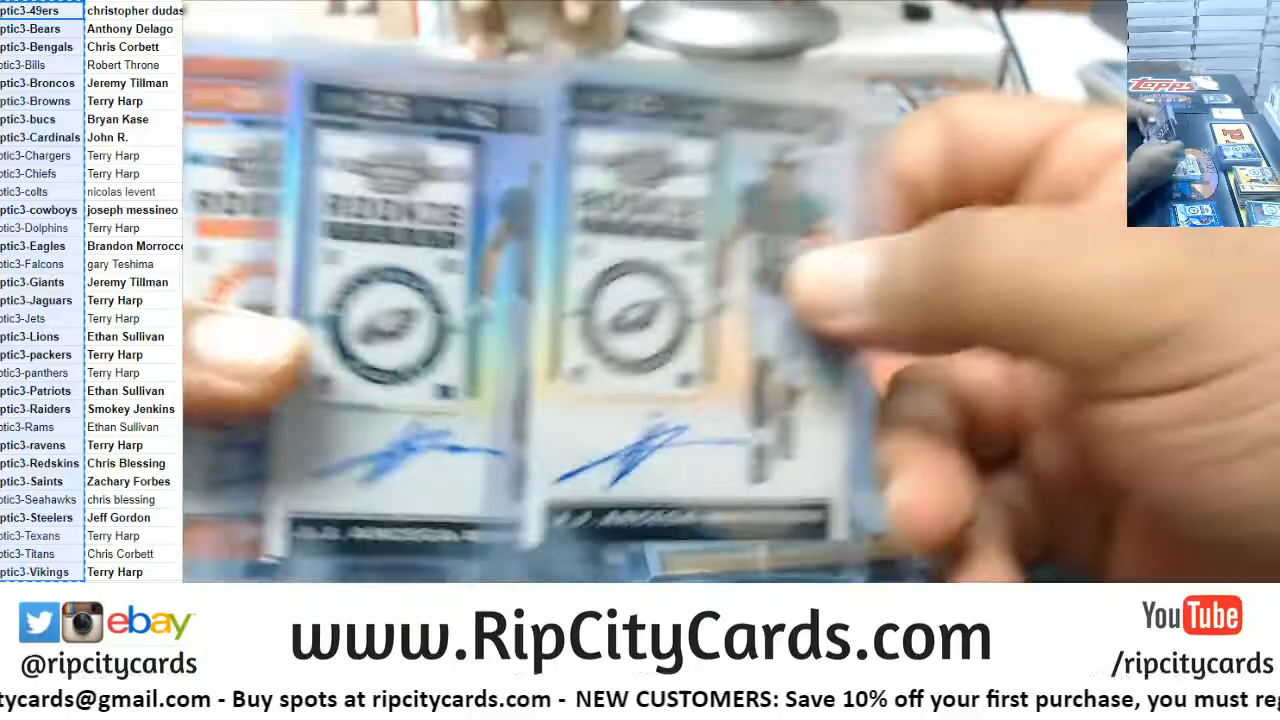 ptic3-49ers christopher dudas
ptic3-Bears Anthony Delago
ptic3-Bengals Chris Corbett
ptic3-Bills Robert Throne
ptic3-Broncos Jeremy Tillman
ptic3-Browns Terry Harp
ptic3-bucs Bryan Kase
ptic3-Cardinals John R.
ptic3-Chargers Terry Harp
ptic3-Chiefs Terry Harp
ptic3-colts nicolas levent
ptic3-cowboys joseph messineo
ptic3-Dolphins Terry Harp
ptic3-Eagles Brandon Morrocc
ptic3-Falcons gary Teshima
ptic3-Giants Jeremy Tillman
ptic3-Jaguars Terry Harp
ptic3-Jets Terry Harp
ptic3-Lions Ethan Sullivan
ptic3-packers Terry Harp
ptic3-panthers Terry Harp
ptic3-Patriots Ethan Sullivan
ptic3-Raiders Smokey Jenkins
ptic3-Rams Ethan Sullivan
ptic3-ravens Terry Harp
ptic3-Redskins Chris Blessing
ptic3-Saints Zachary Forbes
ptic3-Seahawks chris blessing
ptic3-Steelers Jeff Gordon
ptic3-Texans Terry Harp
ptic3-Titans Chris Corbett
ptic3-Vikings Terry Harp
ROOKIE
ROOKIE
Topps
ebay
@ripcitycards
www.RipCityCards.com
YouTube
/ripcitycards
tycards@gmail.com - Buy spots at ripcitycards.com - NEW CUSTOMERS: Save 10% off your first purchase, you must reg